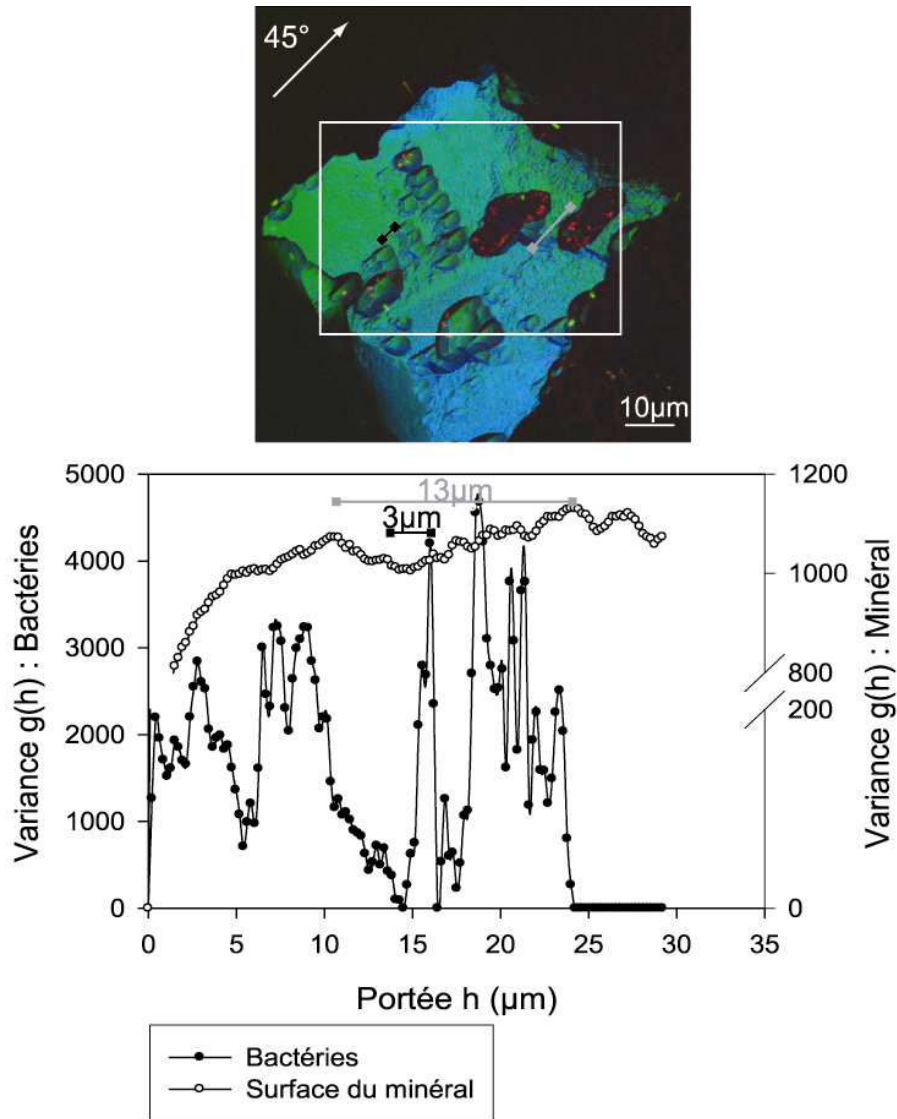 45°
10µm
5000
4000
3000
2000
1000
0
Variance g(h) : Bactéries
1200
1000
800
200
0
Variance g(h) : Minéral
13µm
3µm
0 5 10 15 20 25 30 35
Portée h (µm)
Bactéries
Surface du minéral